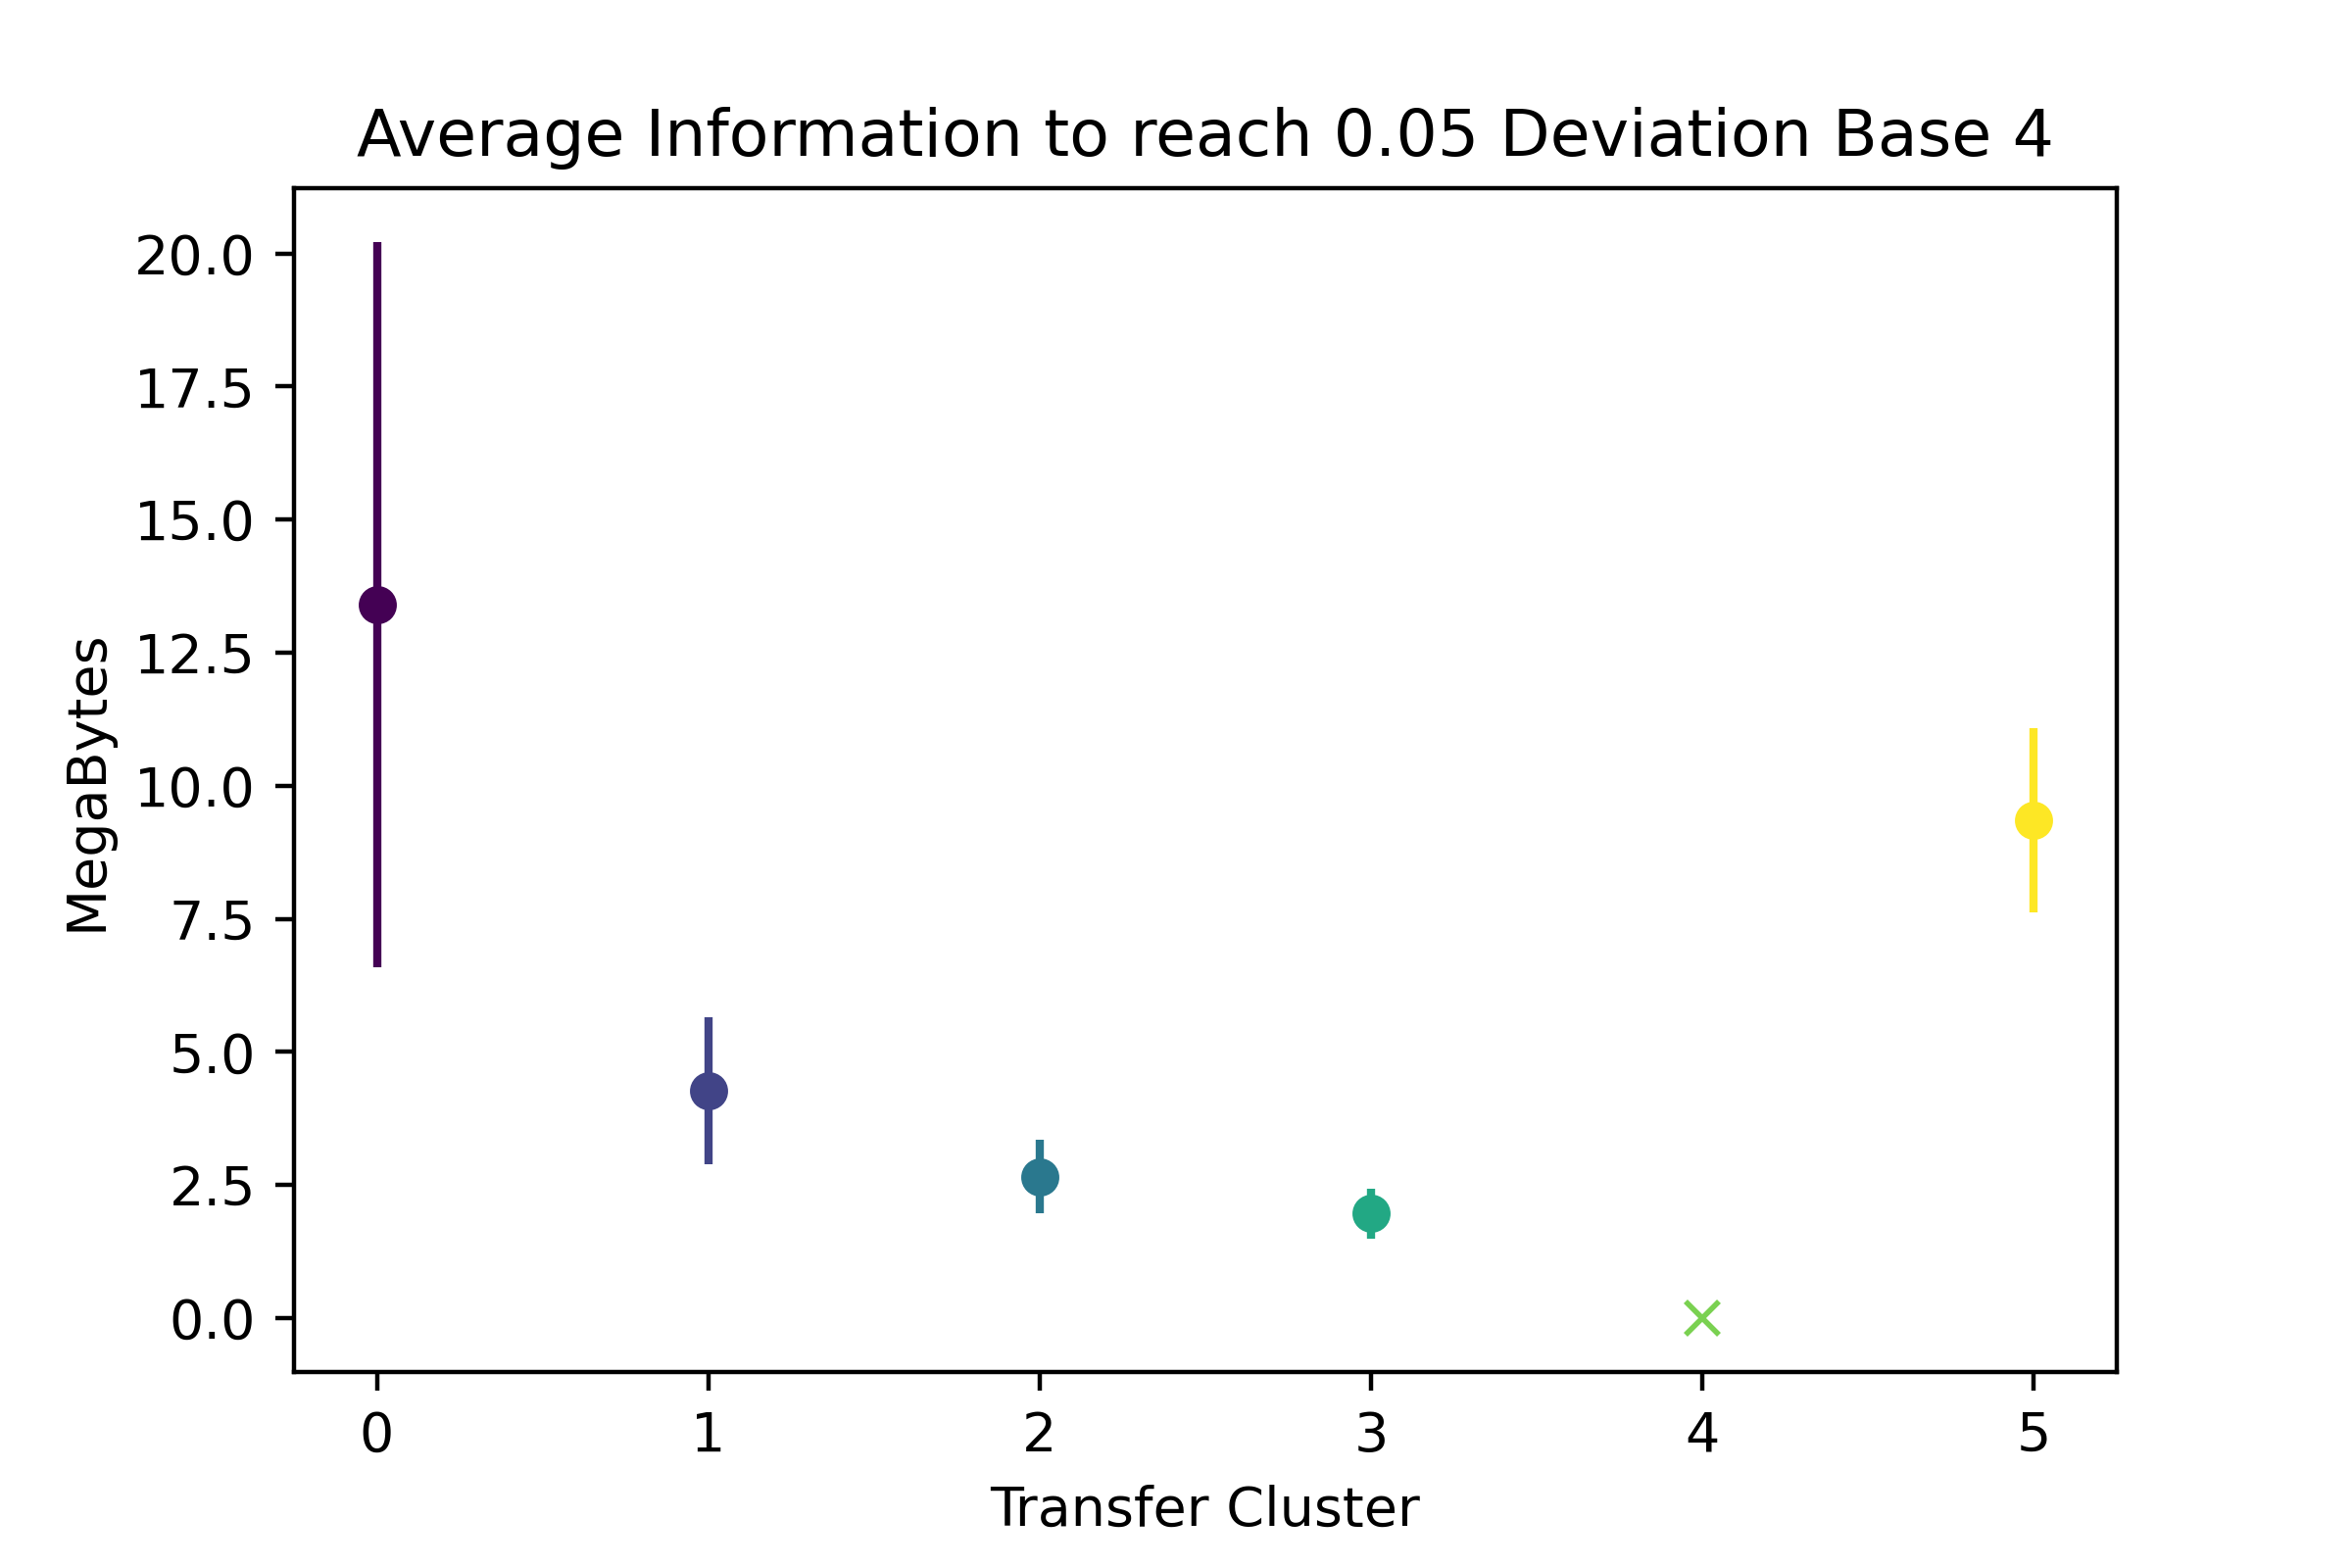 Average Information to reach 0.05 Deviation Base 4
MegaBytes
20.0
17.5
15.0
12.5
10.0
7.5
5.0
2.5
0.0
0 1 2 3 4 5
Transfer Cluster